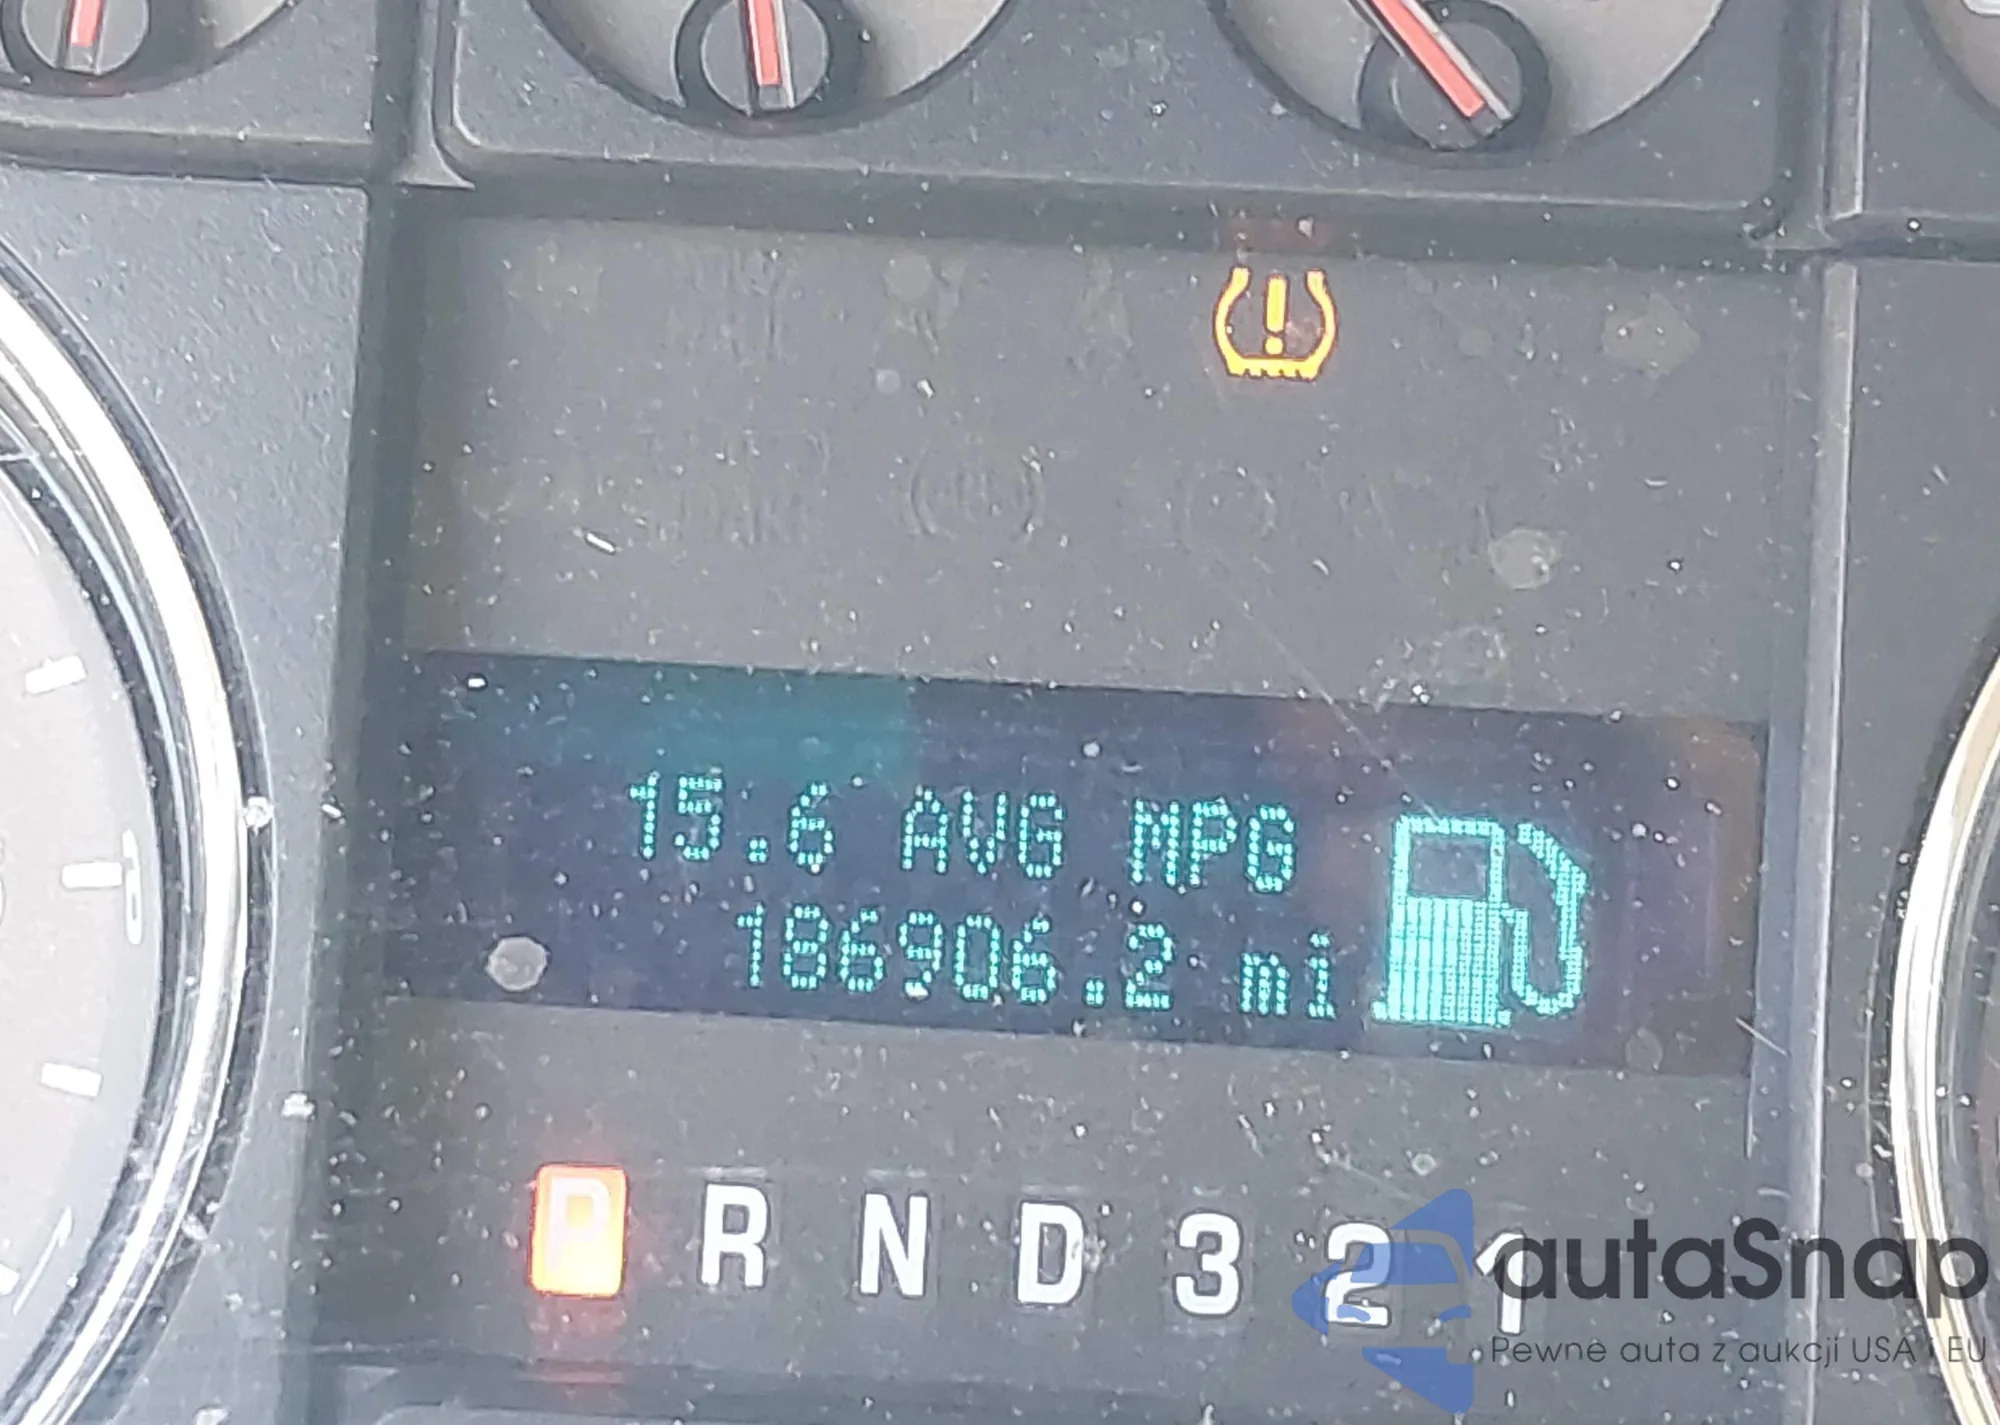 15.6 AVG MPG
186906.2 mi
P R N D 3 2 1
autaSnap
Pewne auta z aukcji USA i EU